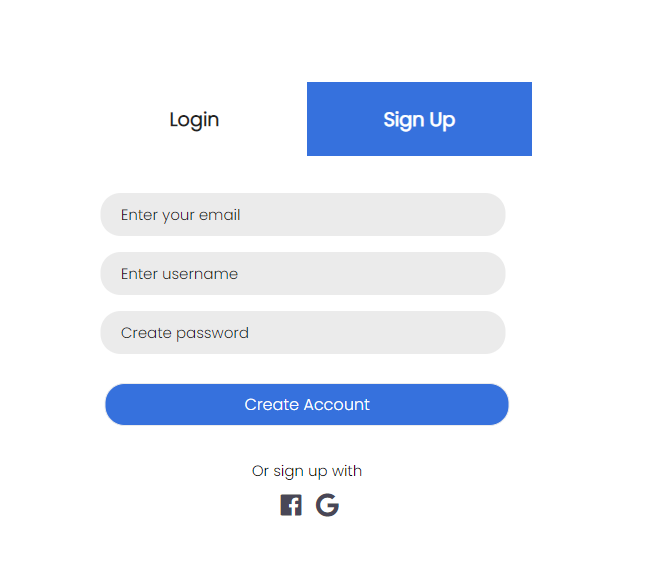 Login
Sign Up
Enter your email
Enter username
Create password
Create Account
Or sign up with